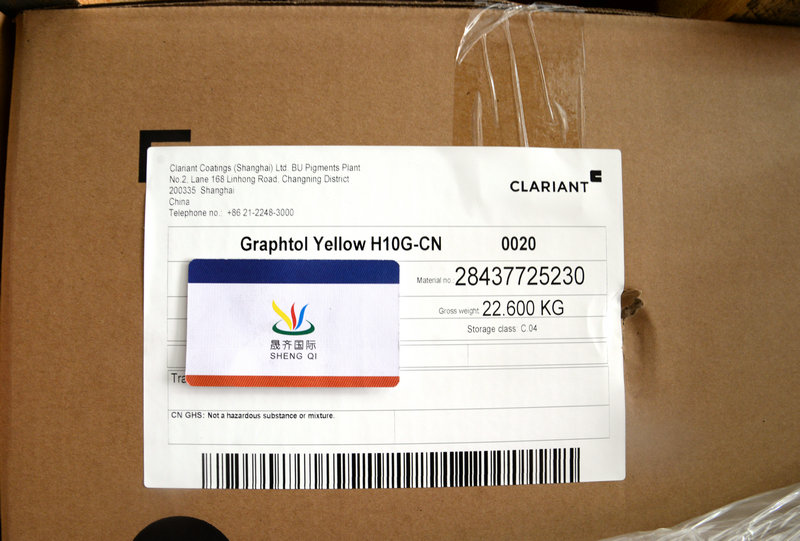 Clariant Coatings (Shanghai) Ltd. BU Pigments Plant
No.2. Lane 168 Linhong Road. Changning District
200335 Shanghai
China
Telephone no.: +86 21-2248-3000
CLARIANT
Graphtol Yellow H10G-CN 0020
Material no. 28437725230
Gross weight 22.600 KG
Storage class: C.04
晟齐国际
SHENG QI
CN GHS: Not a hazardous substance or mixture.